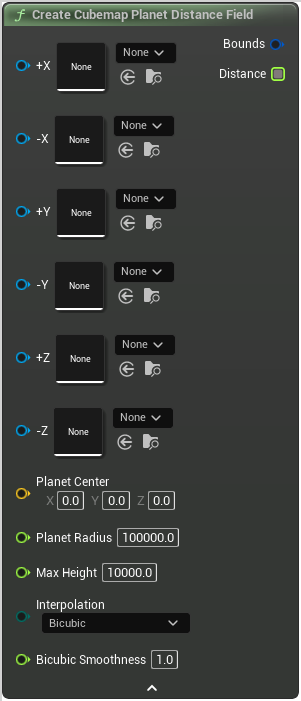 f Create Cubemap Planet Distance Field
Bounds
Distance
+X None None
-X None None
+Y None None
-Y None None
+Z None None
-Z None None
Planet Center
X 0.0 Y 0.0 Z 0.0
Planet Radius 100000.0
Max Height 10000.0
Interpolation
Bicubic
Bicubic Smoothness 1.0